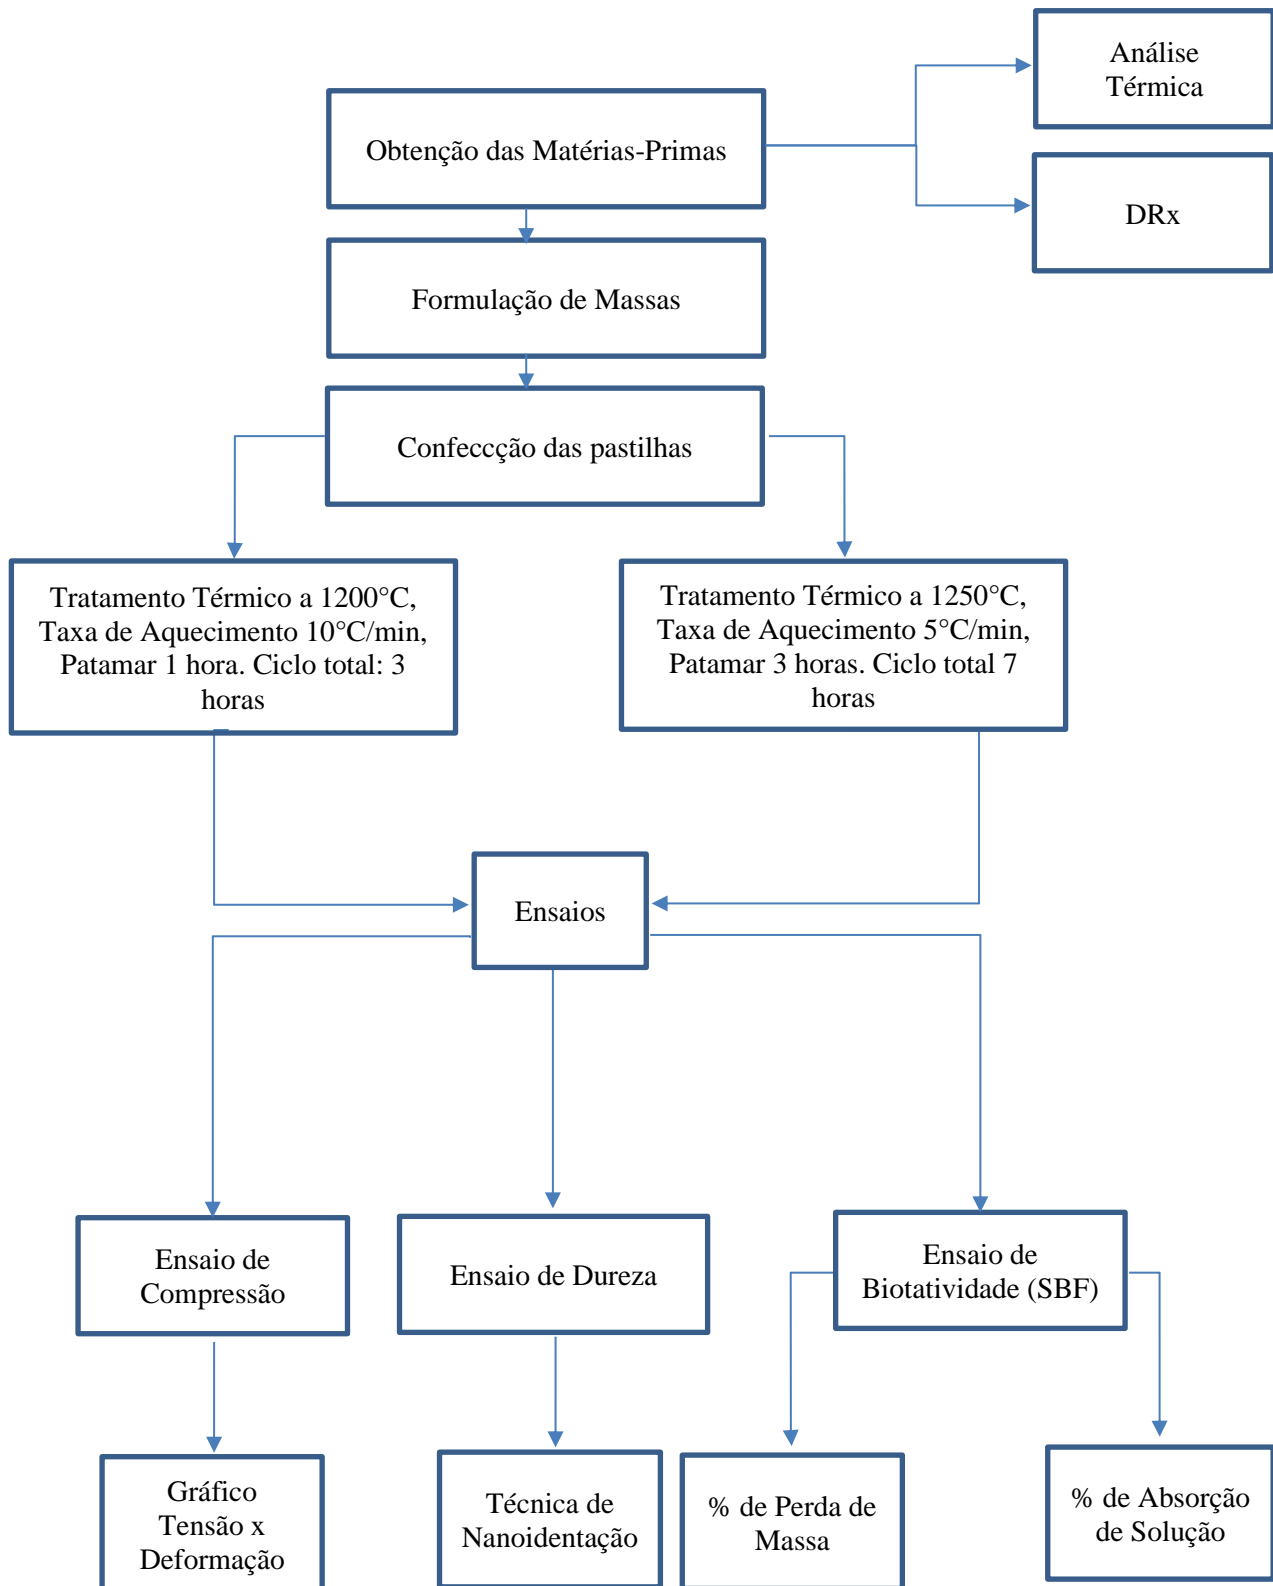 Análise
Térmica
Obtenção das Matérias-Primas
DRx
Formulação de Massas
Confeccção das pastilhas
Tratamento Térmico a 1200°C,
Taxa de Aquecimento 10°C/min,
Patamar 1 hora. Ciclo total: 3
horas
Tratamento Térmico a 1250°C,
Taxa de Aquecimento 5°C/min,
Patamar 3 horas. Ciclo total 7
horas
Ensaios
Ensaio de
Compressão
Ensaio de Dureza
Ensaio de
Biotatividade (SBF)
Gráfico
Tensão x
Deformação
Técnica de
Nanoidentação
% de Perda de
Massa
% de Absorção
de Solução